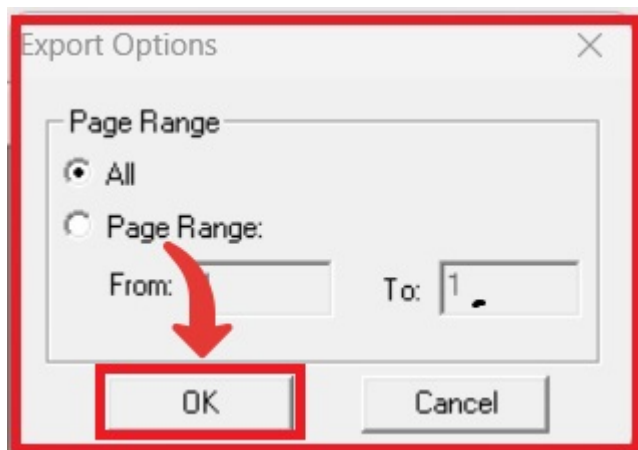 Export Options
Page Range
All
Page Range:
From: To: 1
OK Cancel